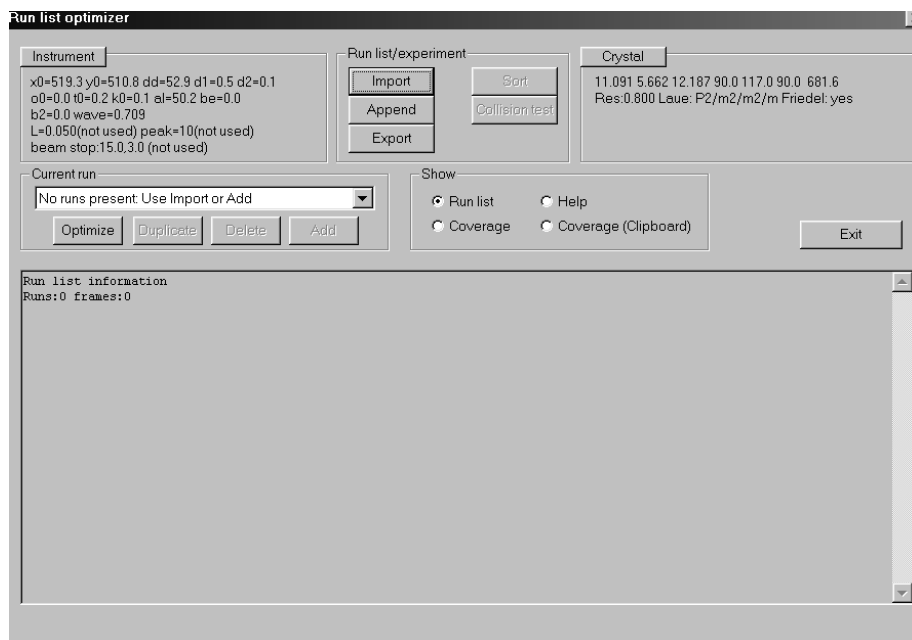 Run list optimizer
Instrument
x0=519.3 y0=510.8 dd=52.9 d1=0.5 d2=0.1
o0=0.0 t0=0.2 k0=0.1 al=50.2 be=0.0
b2=0.0 wave=0.709
L=0.050(not used) peak=10(not used)
beam stop:15.0,3.0 (not used)
Run list/experiment
Import
Sort
Append
Collision test
Export
Crystal
11.091 5.662 12.187 90.0 117.0 90.0 681.6
Res:0.800 Laue: P2/m2/m2/m Friedel: yes
Current run
No runs present: Use Import or Add
Optimize
Duplicate
Delete
Add
Show
Run list
Help
Coverage
Coverage (Clipboard)
Exit
Run list information
Runs:0 frames:0